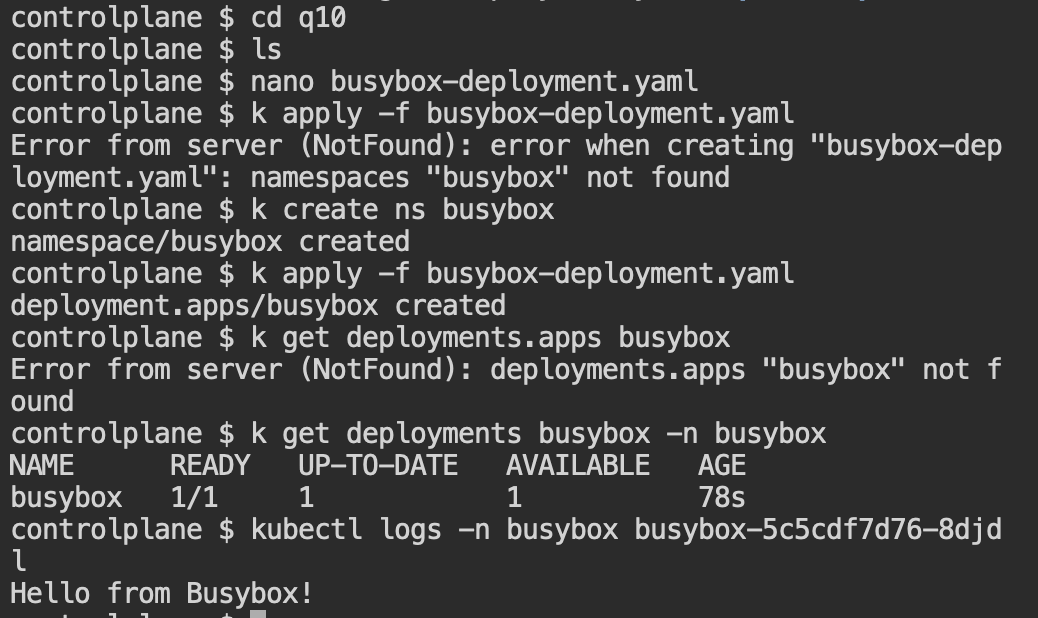 controlplane $ cd q10
controlplane $ ls
controlplane $ nano busybox-deployment.yaml
controlplane $ k apply -f busybox-deployment.yaml
Error from server (NotFound): error when creating "busybox-dep
loyment.yaml": namespaces "busybox" not found
controlplane $ k create ns busybox
namespace/busybox created
controlplane $ k apply -f busybox-deployment.yaml
deployment.apps/busybox created
controlplane $ k get deployments.apps busybox
Error from server (NotFound): deployments.apps "busybox" not f
ound
controlplane $ k get deployments busybox -n busybox
NAME      READY   UP-TO-DATE   AVAILABLE   AGE
busybox   1/1     1            1           78s
controlplane $ kubectl logs -n busybox busybox-5c5cdf7d76-8djd
l
Hello from Busybox!